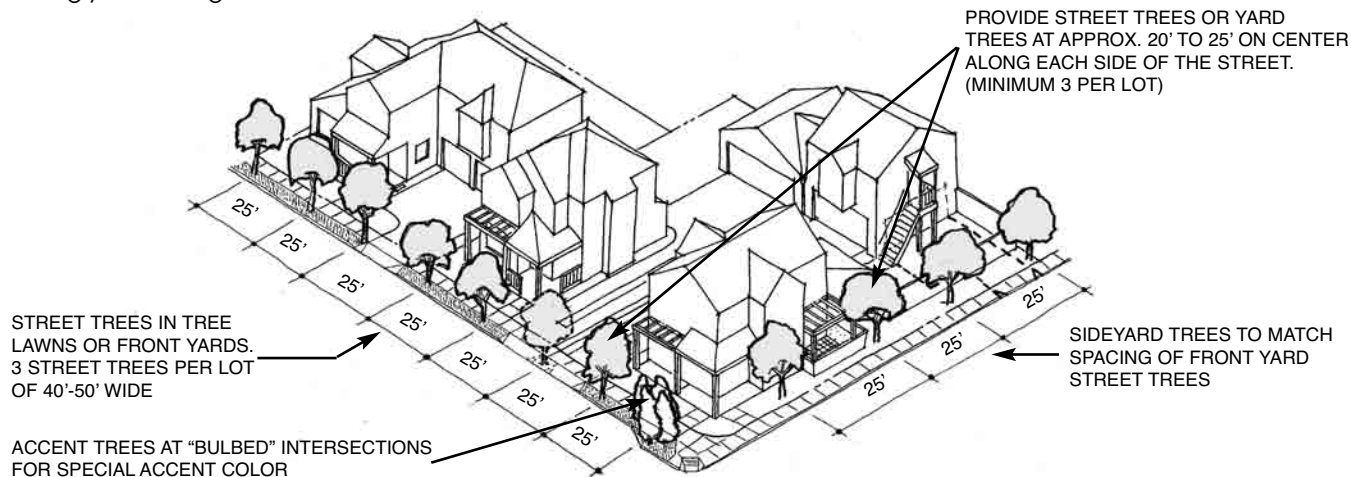 PROVIDE STREET TREES OR YARD
TREES AT APPROX. 20’ TO 25’ ON CENTER
ALONG EACH SIDE OF THE STREET.
(MINIMUM 3 PER LOT)
25’
25’
25’
25’
25’
25’
25’
25’
25’
25’
STREET TREES IN TREE
LAWNS OR FRONT YARDS.
3 STREET TREES PER LOT
OF 40’-50’ WIDE
SIDEYARD TREES TO MATCH
SPACING OF FRONT YARD
STREET TREES
ACCENT TREES AT “BULBED” INTERSECTIONS
FOR SPECIAL ACCENT COLOR